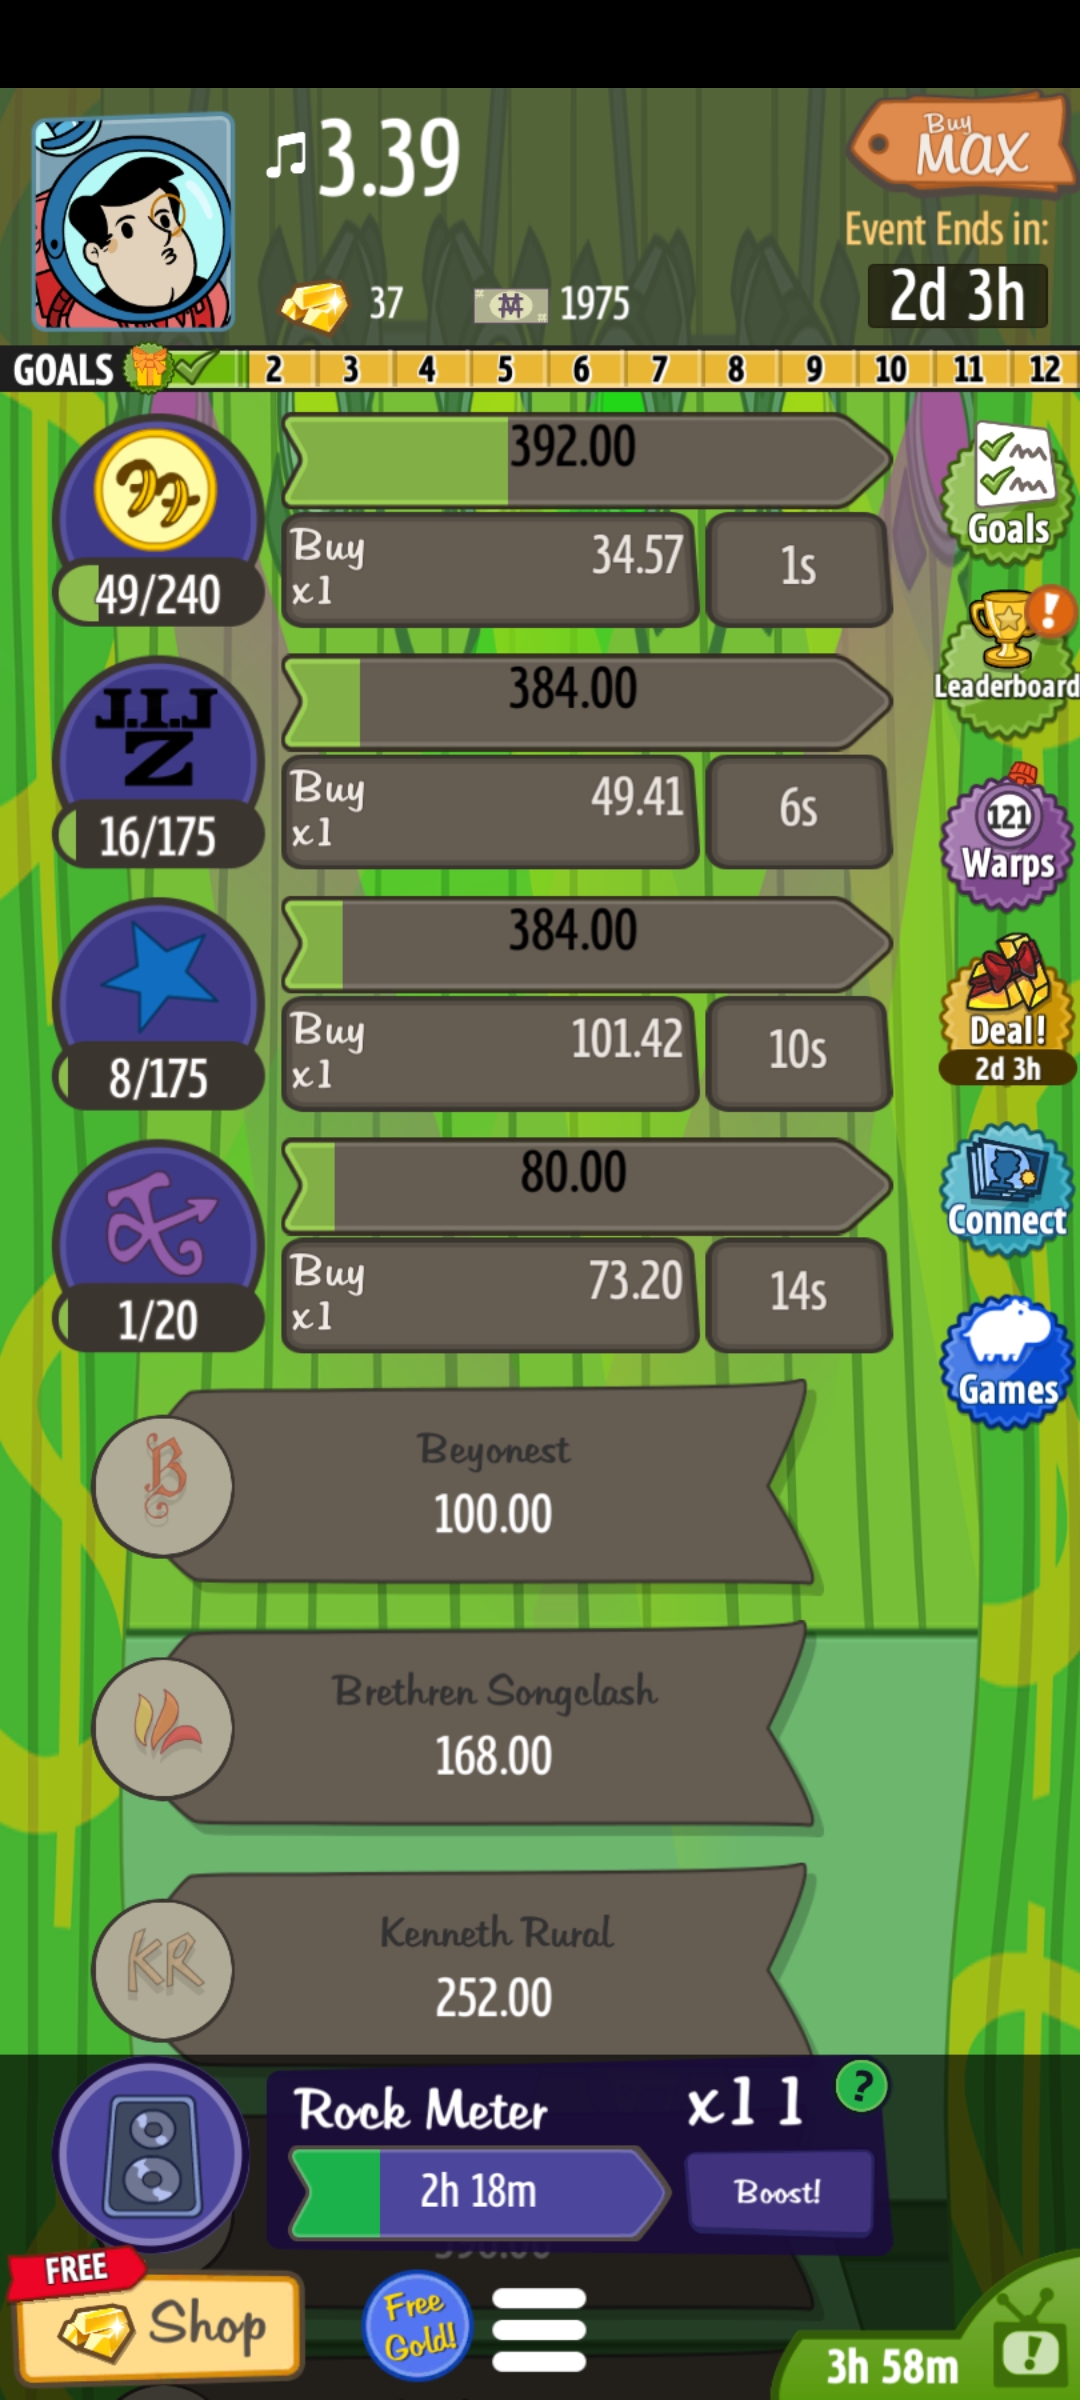 3.39
Buy
MAX
Event Ends in:
37
1975
2d 3h
GOALS 2 3 4 5 6 7 8 9 10 11 12
392.00
Buy
x1
34.57
1s
49/240
Goals
Leaderboard
J.I.J
Z
384.00
Buy
x1
49.41
6s
16/175
121
Warps
384.00
Buy
x1
101.42
10s
8/175
Deal!
2d 3h
80.00
Buy
x1
73.20
14s
1/20
Connect
Games
B
Beyonest
100.00
Brethren Songclash
168.00
KR
Kenneth Rural
252.00
Rock Meter
x11
?
2h 18m
Boost!
FREE
Shop
Free
Gold!
3h 58m